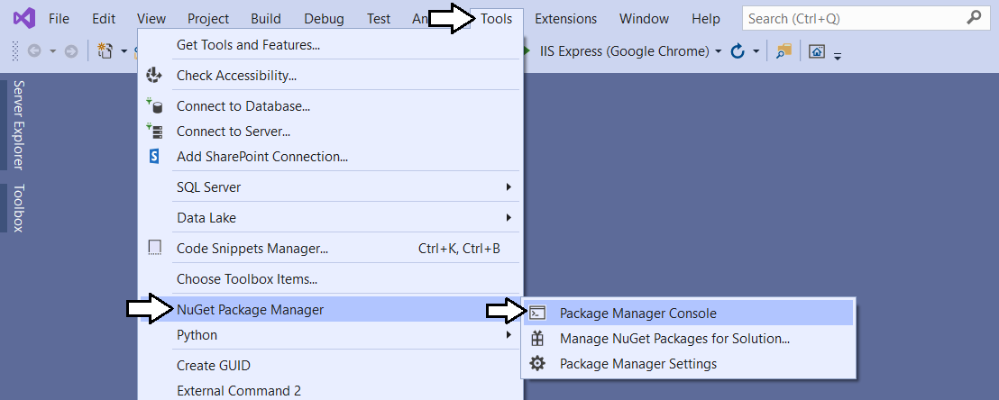 File Edit View Project Build Debug Test An Tools Extensions Window Help Search (Ctrl+Q)
IIS Express (Google Chrome)
Server Explorer
Toolbox
Get Tools and Features...
Check Accessibility...
Connect to Database...
Connect to Server...
Add SharePoint Connection...
SQL Server
Data Lake
Code Snippets Manager... Ctrl+K, Ctrl+B
Choose Toolbox Items...
NuGet Package Manager
Python
Create GUID
External Command 2
Package Manager Console
Manage NuGet Packages for Solution...
Package Manager Settings